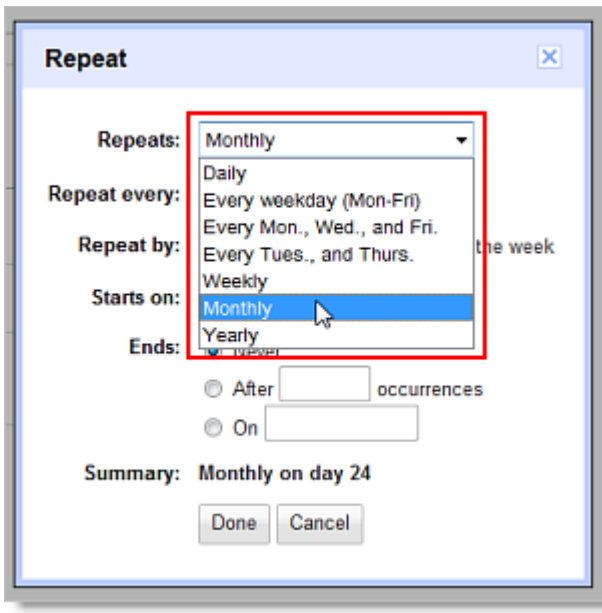 Repeat
Repeats: Monthly
Daily
Repeat every: Every weekday (Mon-Fri)
Every Mon., Wed., and Fri.
Repeat by: Every Tues., and Thurs. the week
Weekly
Starts on: Monthly
Yearly
Ends: Never
After occurrences
On
Summary: Monthly on day 24
Done Cancel